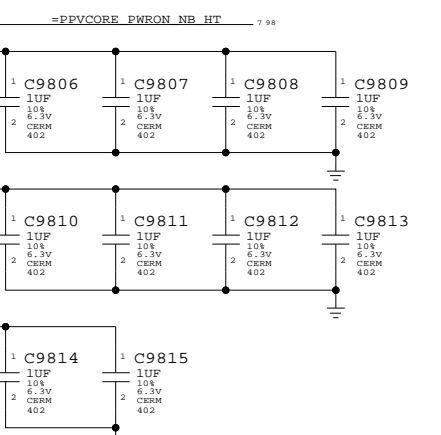 =PPVCORE_PWRON_NB_HT 7 98
1 C9806 1 C9807 1 C9808 1 C9809
1UF 1UF 1UF 1UF
10% 10% 10% 10%
6.3V 6.3V 6.3V 6.3V
2 CERM 2 CERM 2 CERM 2 CERM
402 402 402 402
1 C9810 1 C9811 1 C9812 1 C9813
1UF 1UF 1UF 1UF
10% 10% 10% 10%
6.3V 6.3V 6.3V 6.3V
2 CERM 2 CERM 2 CERM 2 CERM
402 402 402 402
1 C9814 1 C9815
1UF 1UF
10% 10%
6.3V 6.3V
2 CERM 2 CERM
402 402